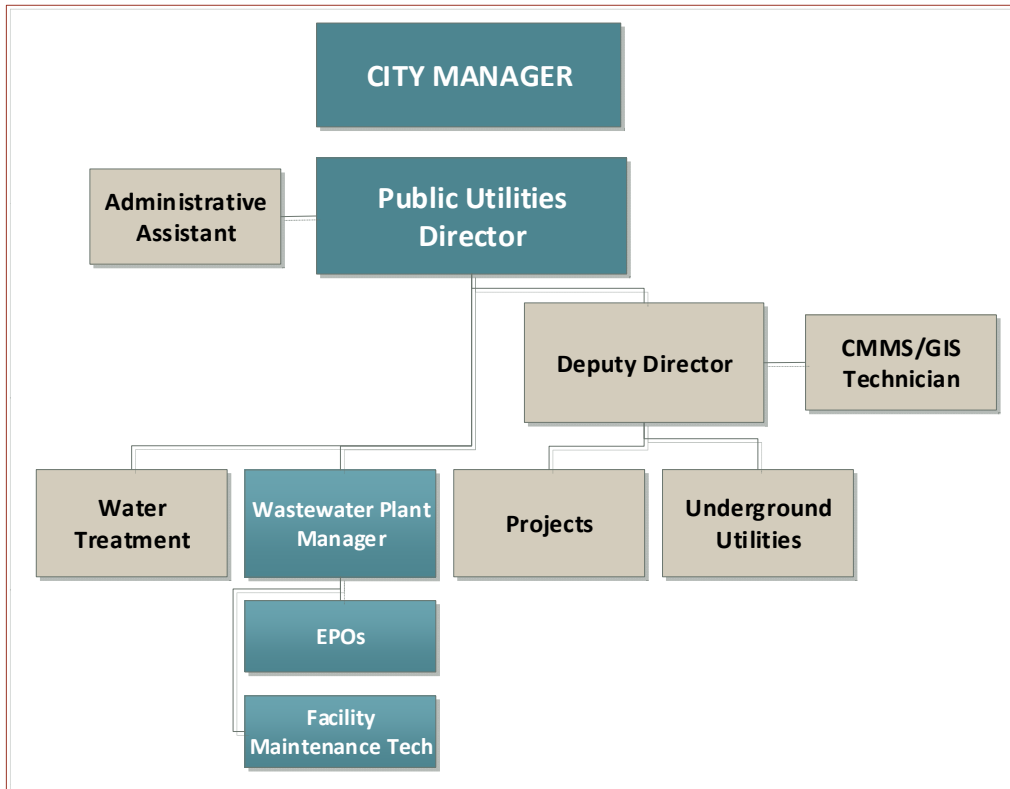 CITY MANAGER
Public Utilities
Director
Administrative
Assistant
Deputy Director
CMMS/GIS
Technician
Water
Treatment
Wastewater Plant
Manager
Projects
Underground
Utilities
EPOs
Facility
Maintenance Tech